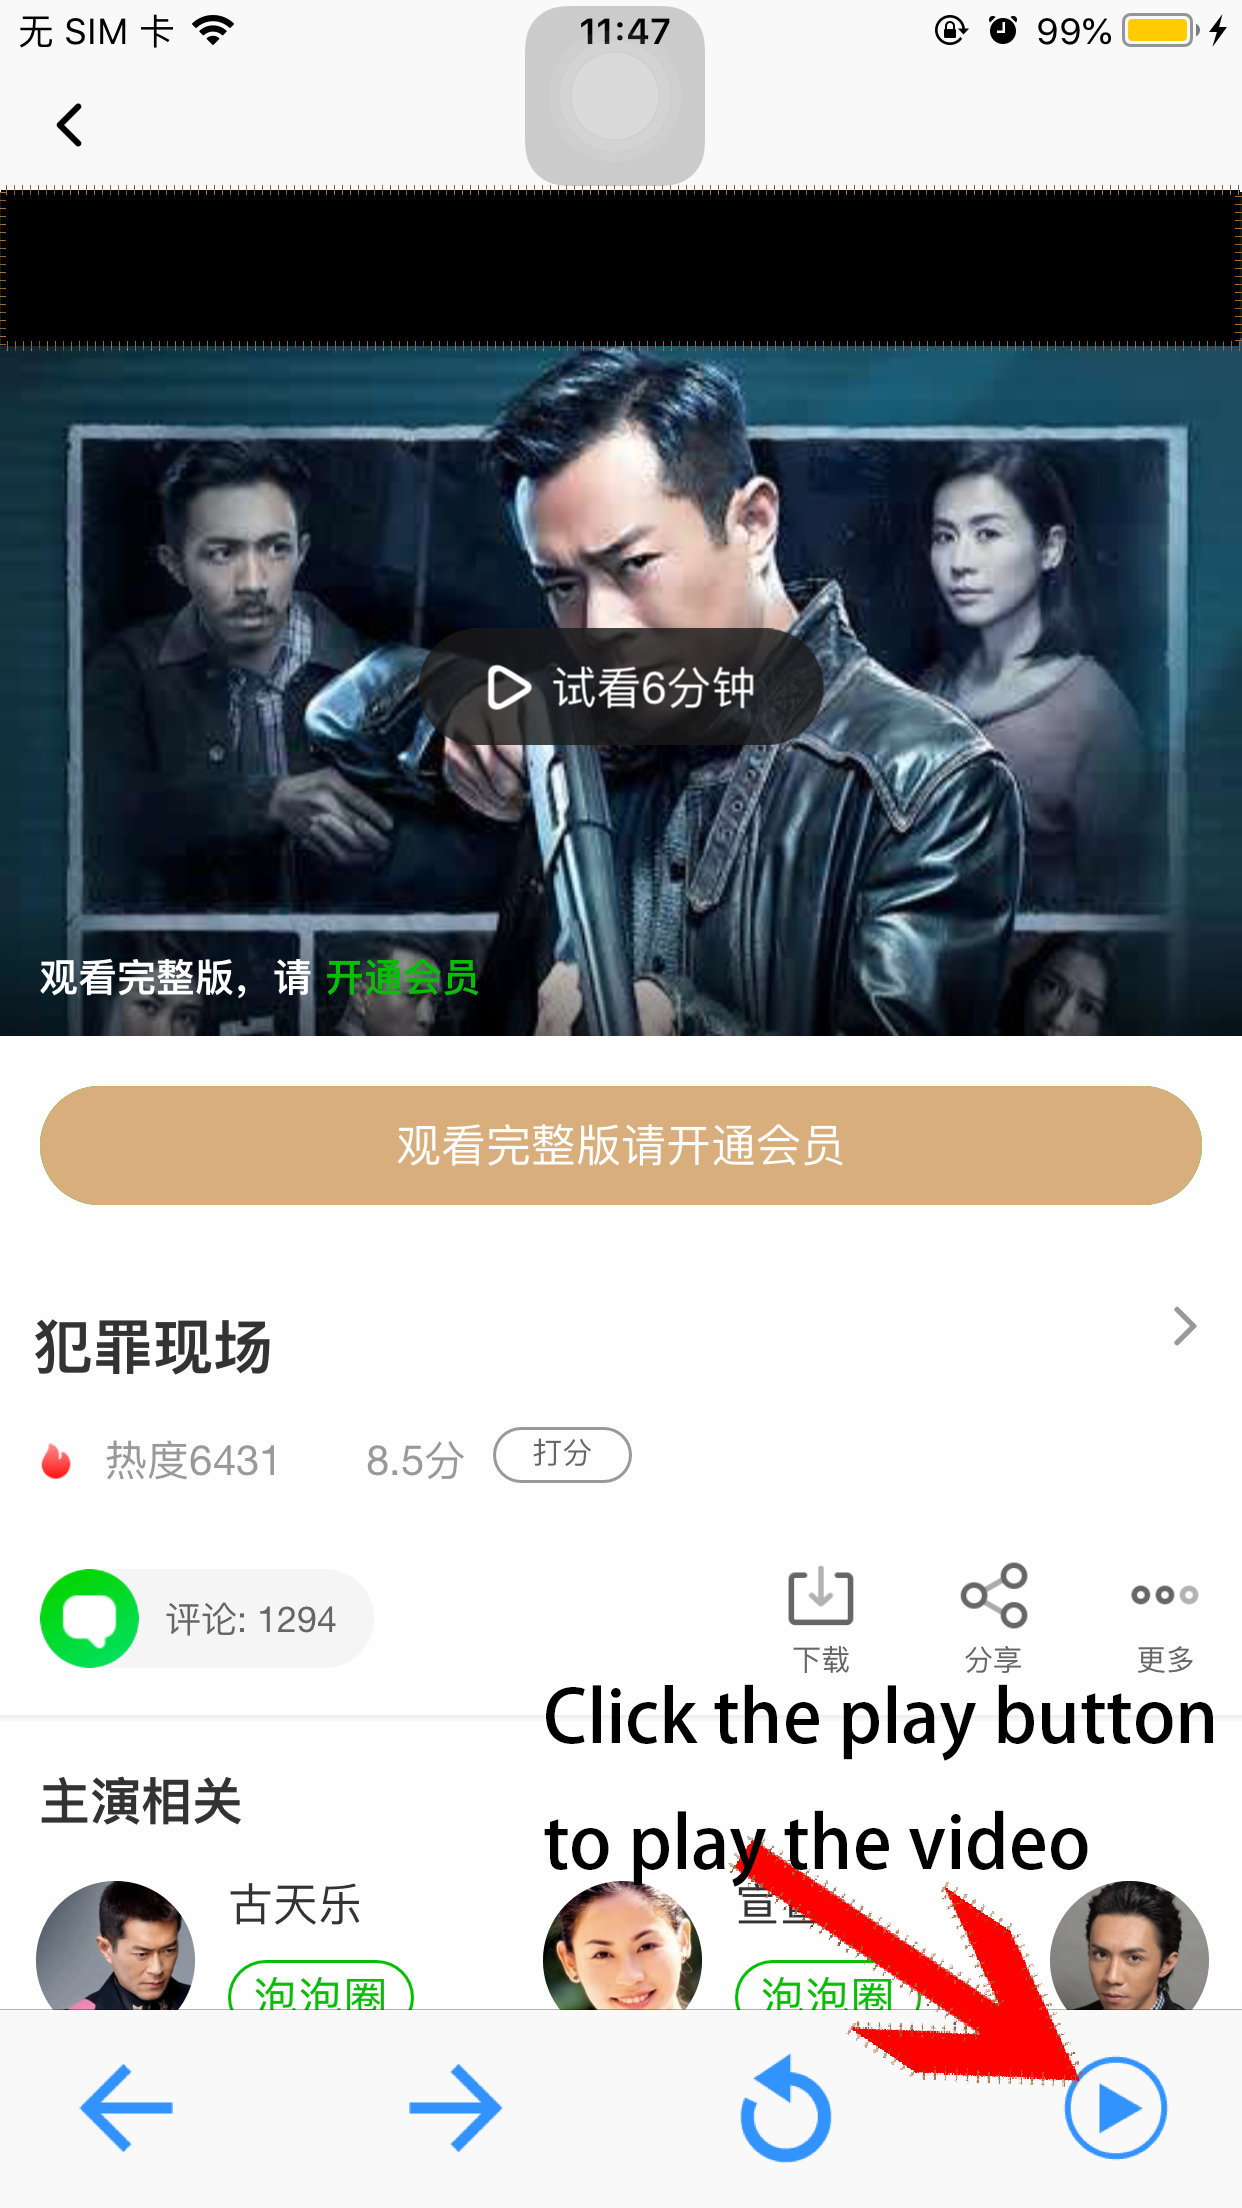 无 SIM 卡
11:47
99%
试看6分钟
观看完整版，请 开通会员
观看完整版请开通会员
犯罪现场
热度6431
8.5分
打分
评论: 1294
下载
分享
更多
Click the play button
to play the video
主演相关
古天乐
泡泡圈
宣
泡泡圈